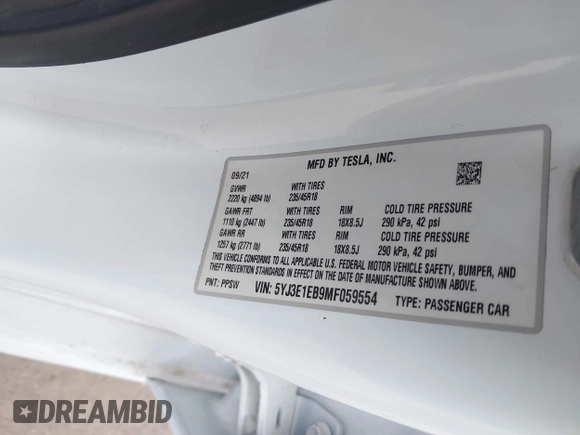 MFD BY TESLA, INC.
09/21
GVWR WITH TIRES
2220 kg (4894 lb) 235/45R18
GAWR FRT WITH TIRES RIM COLD TIRE PRESSURE
1110 kg (2447 lb) 235/45R18 18X8.5J 290 kPa, 42 psi
GAWR RR WITH TIRES RIM COLD TIRE PRESSURE
1257 kg (2771 lb) 235/45R18 18X8.5J 290 kPa, 42 psi
THIS VEHICLE CONFORMS TO ALL APPLICABLE U.S. FEDERAL MOTOR VEHICLE SAFETY, BUMPER, AND
THEFT PREVENTION STANDARDS IN EFFECT ON THE DATE OF MANUFACTURE SHOWN ABOVE.
PNT: PPSW VIN: 5YJ3E1EB9MF059554 TYPE: PASSENGER CAR
DREAMBID